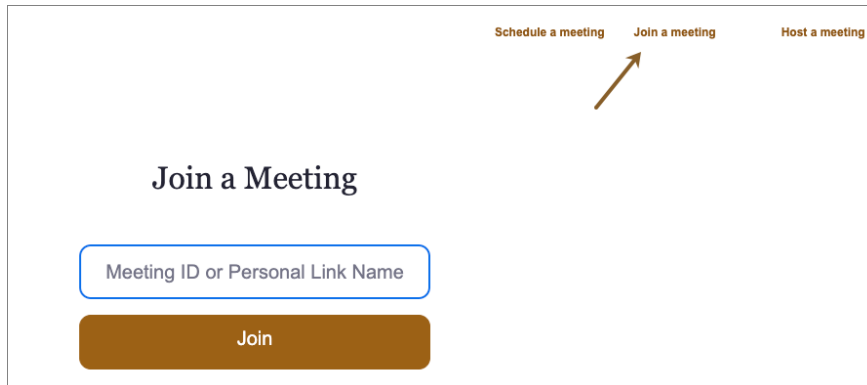 Schedule a meeting Join a meeting Host a meeting
Join a Meeting
Meeting ID or Personal Link Name
Join